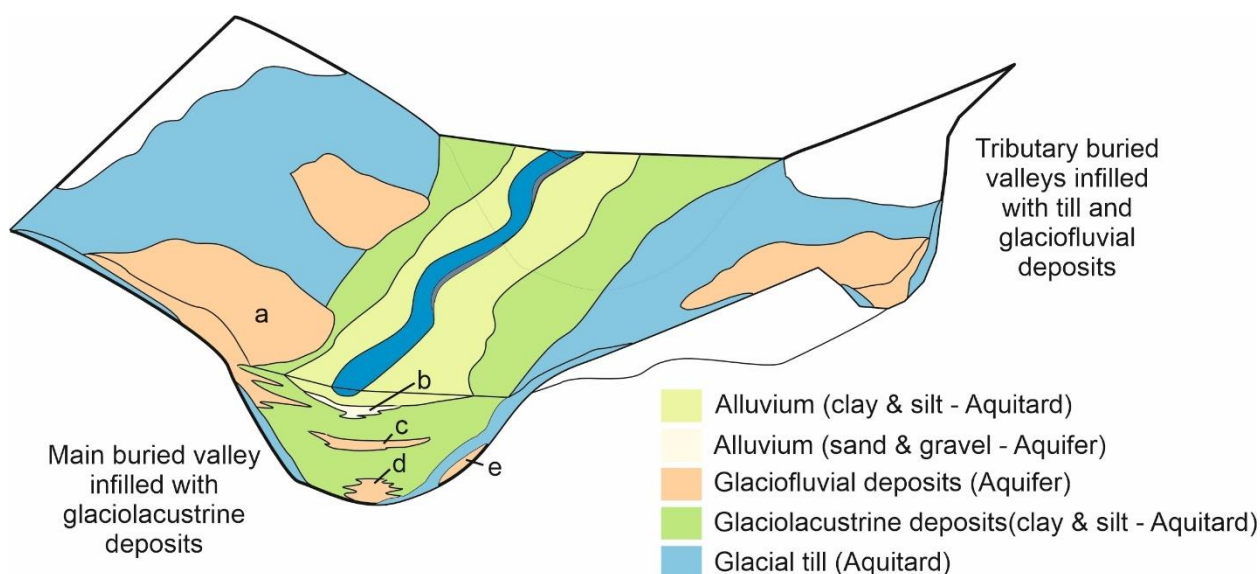 Tributary buried
valleys infilled
with till and
glaciofluvial
deposits
a
b
c
d
e
Main buried valley
infilled with
glaciolacustrine
deposits
Alluvium (clay & silt - Aquitard)
Alluvium (sand & gravel - Aquifer)
Glaciofluvial deposits (Aquifer)
Glaciolacustrine deposits(clay & silt - Aquitard)
Glacial till (Aquitard)